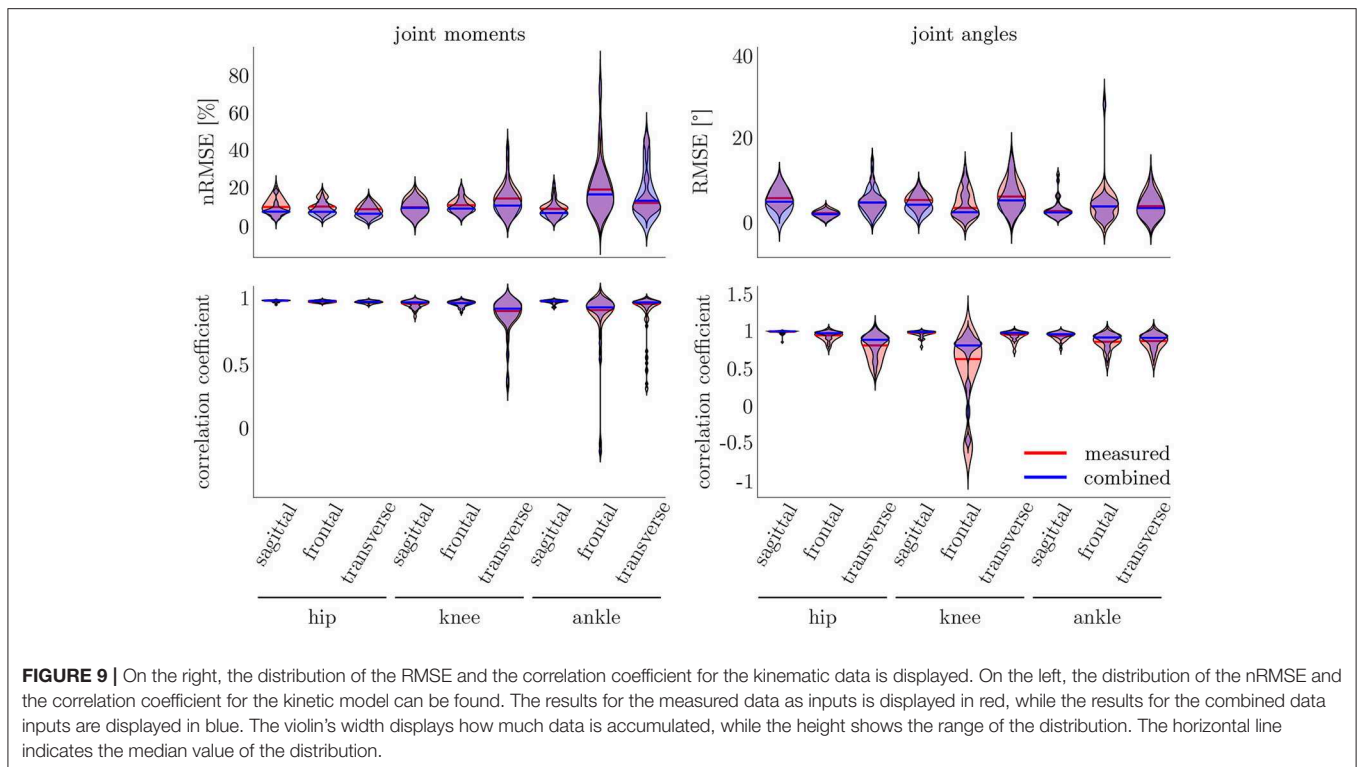 joint moments
nRMSE [%]
80
60
40
20
0
correlation coefficient
1
0.5
0
sagittal
frontal
transverse
sagittal
frontal
transverse
sagittal
frontal
transverse
hip
knee
ankle
joint angles
RMSE [°]
40
20
0
correlation coefficient
1.5
1
0.5
0
-0.5
-1
measured
combined
sagittal
frontal
transverse
sagittal
frontal
transverse
sagittal
frontal
transverse
hip
knee
ankle
FIGURE 9 | On the right, the distribution of the RMSE and the correlation coefficient for the kinematic data is displayed. On the left, the distribution of the nRMSE and
the correlation coefficient for the kinetic model can be found. The results for the measured data as inputs is displayed in red, while the results for the combined data
inputs are displayed in blue. The violin's width displays how much data is accumulated, while the height shows the range of the distribution. The horizontal line
indicates the median value of the distribution.